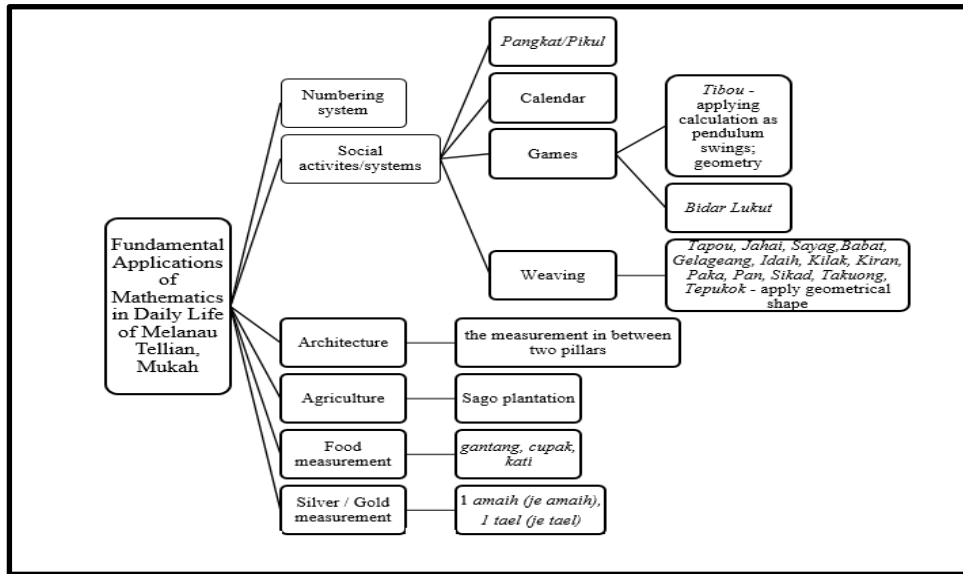 Fundamental
Applications
of
Mathematics
in Daily Life
of Melanau
Tellian,
Mukah
Numbering
system
Social
activites/systems
Pangkat/Pikul
Calendar
Games
Tibou -
applying
calculation as
pendulum
swings;
geometry
Bidar Lukut
Weaving
Tapou, Jahai, Sayag,Babat,
Gelageang, Idaih, Kilak, Kiran,
Paka, Pan, Sikad, Takuong,
Tepukok - apply geometrical
shape
Architecture
the measurement in between
two pillars
Agriculture
Sago plantation
Food
measurement
gantang, cupak,
kati
Silver / Gold
measurement
1 amaih (je amaih),
1 tael (je tael)